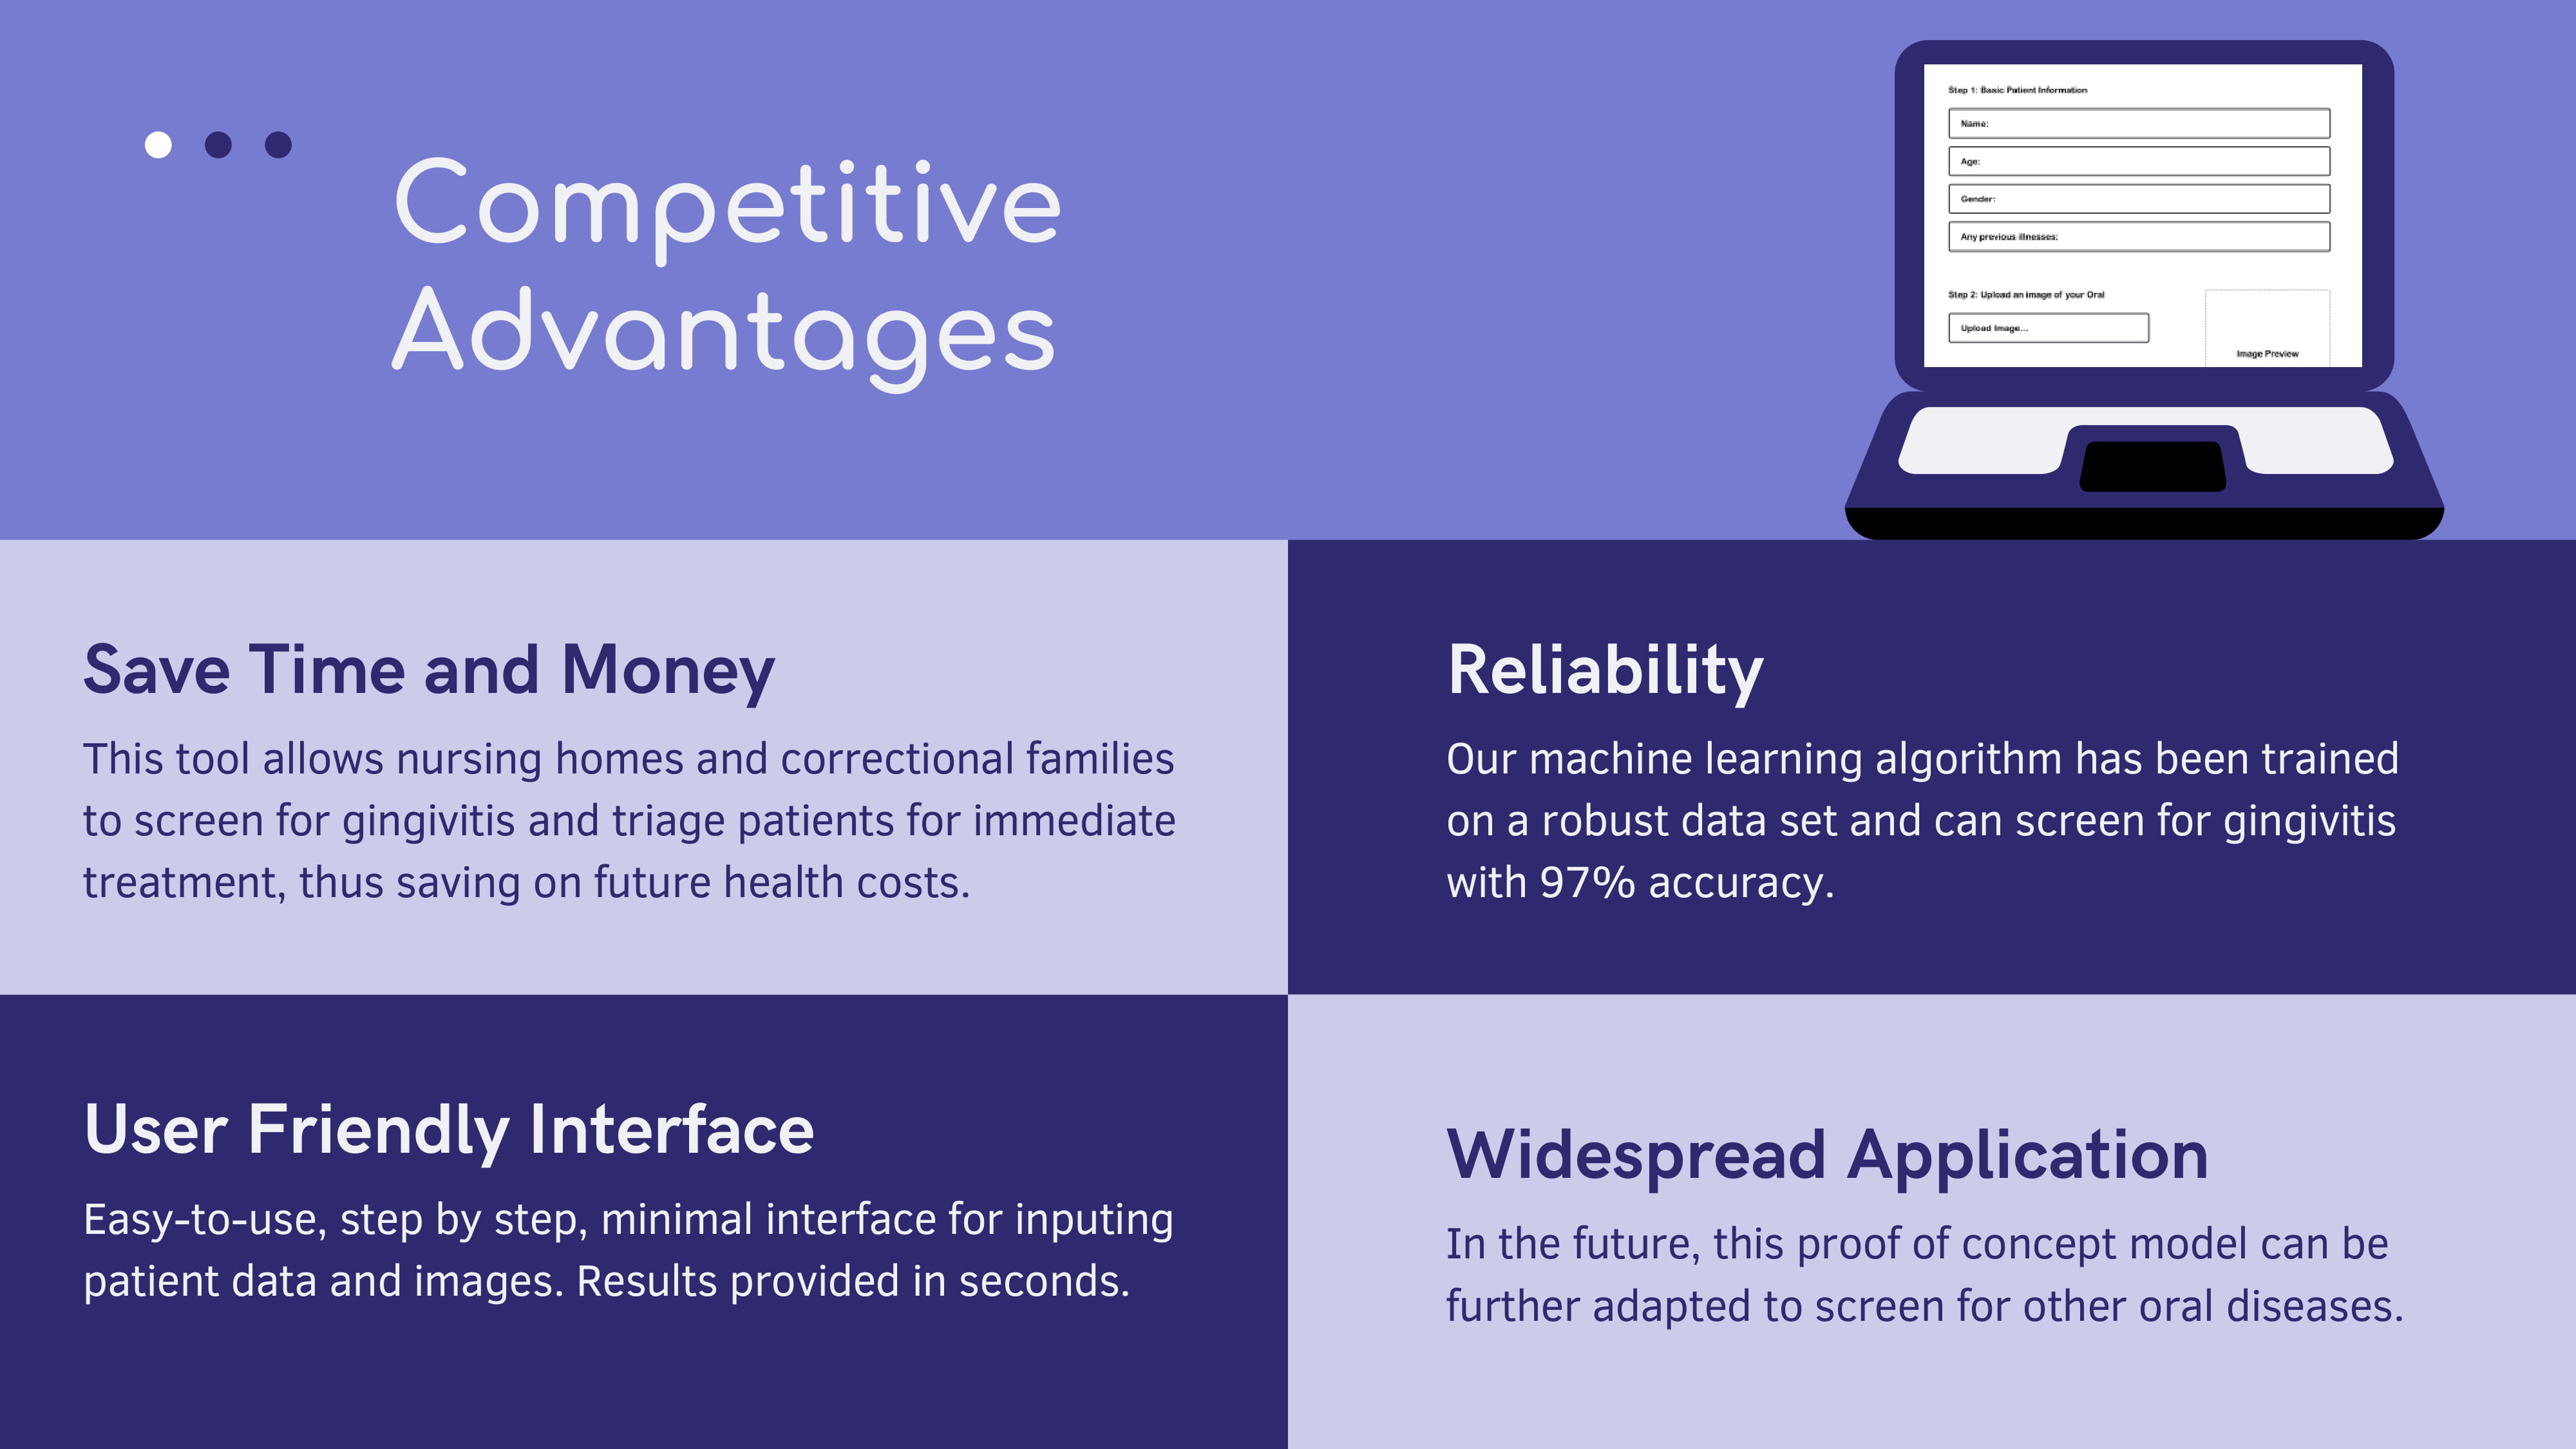 Competitive
Advantages
Step 1: Basic Patient Information
Name:
Age:
Gender:
Any previous illnesses:
Step 2: Upload an image of your Oral
Upload Image...
Image Preview
Save Time and Money
This tool allows nursing homes and correctional families
to screen for gingivitis and triage patients for immediate
treatment, thus saving on future health costs.
Reliability
Our machine learning algorithm has been trained
on a robust data set and can screen for gingivitis
with 97% accuracy.
User Friendly Interface
Easy-to-use, step by step, minimal interface for inputing
patient data and images. Results provided in seconds.
Widespread Application
In the future, this proof of concept model can be
further adapted to screen for other oral diseases.